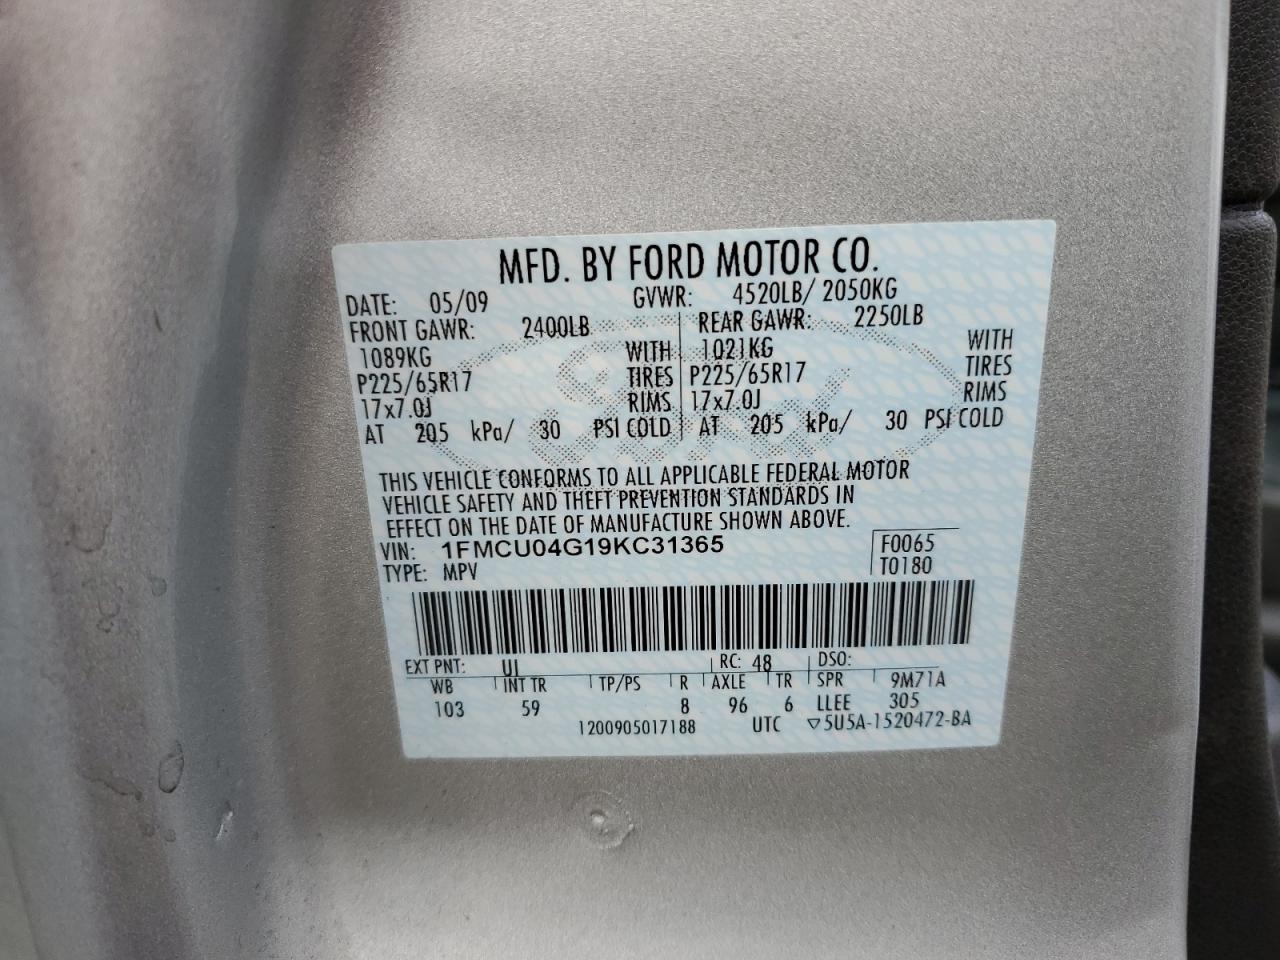 MFD. BY FORD MOTOR CO.
DATE: 05/09 GVWR: 4520LB/ 2050KG
FRONT GAWR: 2400LB REAR GAWR: 2250LB
1089KG WITH 1021KG WITH
P225/65R17 TIRES P225/65R17 TIRES
17x7.0J RIMS 17x7.0J RIMS
AT 205 kPa/ 30 PSI COLD AT 205 kPa/ 30 PSI COLD
THIS VEHICLE CONFORMS TO ALL APPLICABLE FEDERAL MOTOR
VEHICLE SAFETY AND THEFT PREVENTION STANDARDS IN
EFFECT ON THE DATE OF MANUFACTURE SHOWN ABOVE.
VIN: 1FMCU04G19KC31365 F0065
TYPE: MPV T0180
EXT PNT: UJ RC: 48 DSO:
WB INT TR TP/PS R AXLE TR SPR 9M71A
103 59 8 96 6 LLEE 305
1200905017188 UTC ▽5U5A-1520472-BA